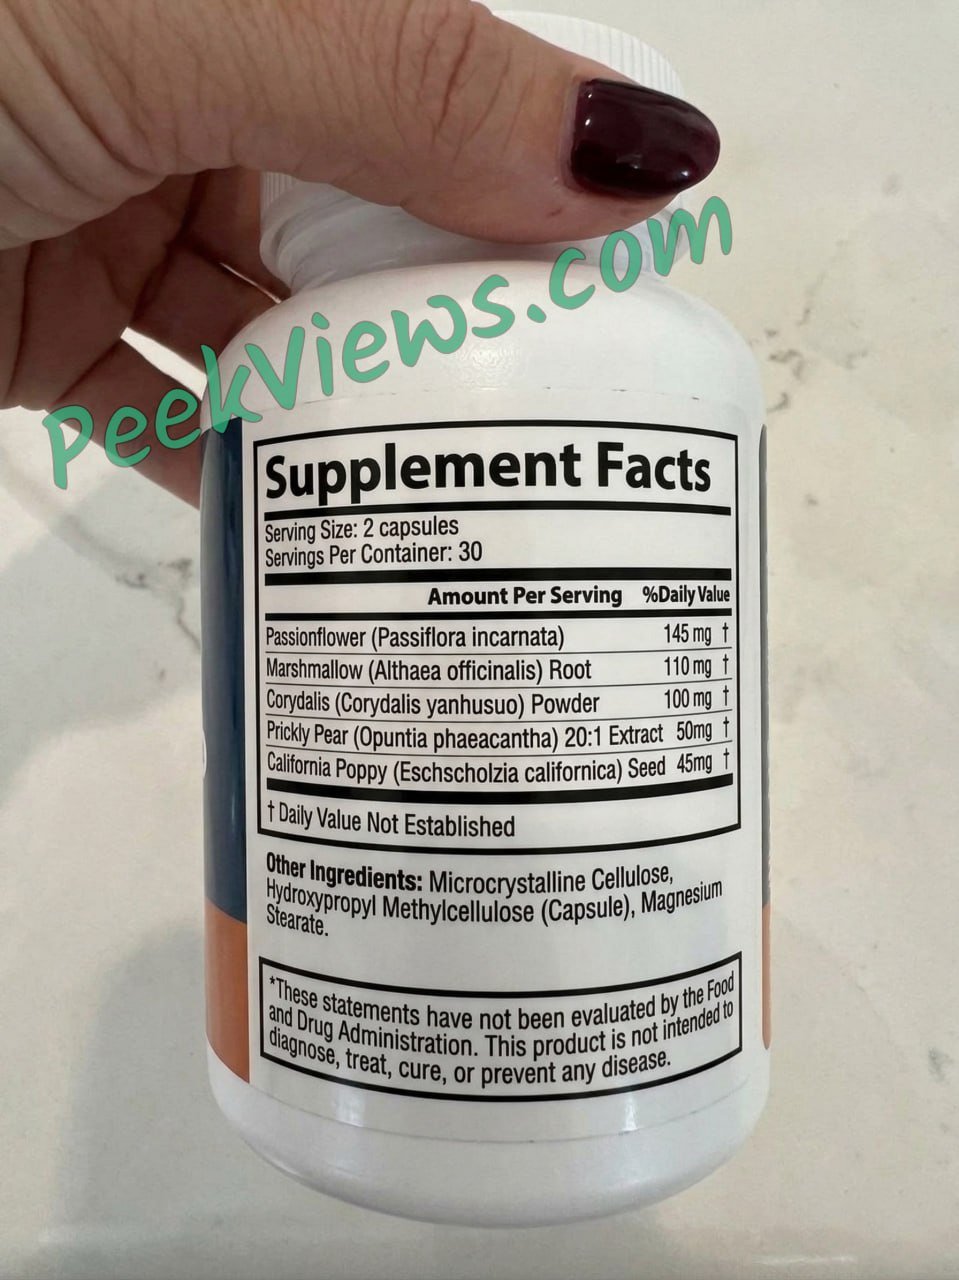 PeekViews.com
Supplement Facts
Serving Size: 2 capsules
Servings Per Container: 30
Amount Per Serving %Daily Value
Passionflower (Passiflora incarnata) 145 mg †
Marshmallow (Althaea officinalis) Root 110 mg †
Corydalis (Corydalis yanhusuo) Powder 100 mg †
Prickly Pear (Opuntia phaeacantha) 20:1 Extract 50mg †
California Poppy (Eschscholzia californica) Seed 45mg †
† Daily Value Not Established
Other Ingredients: Microcrystalline Cellulose,
Hydroxypropyl Methylcellulose (Capsule), Magnesium
Stearate.
*These statements have not been evaluated by the Food
and Drug Administration. This product is not intended to
diagnose, treat, cure, or prevent any disease.